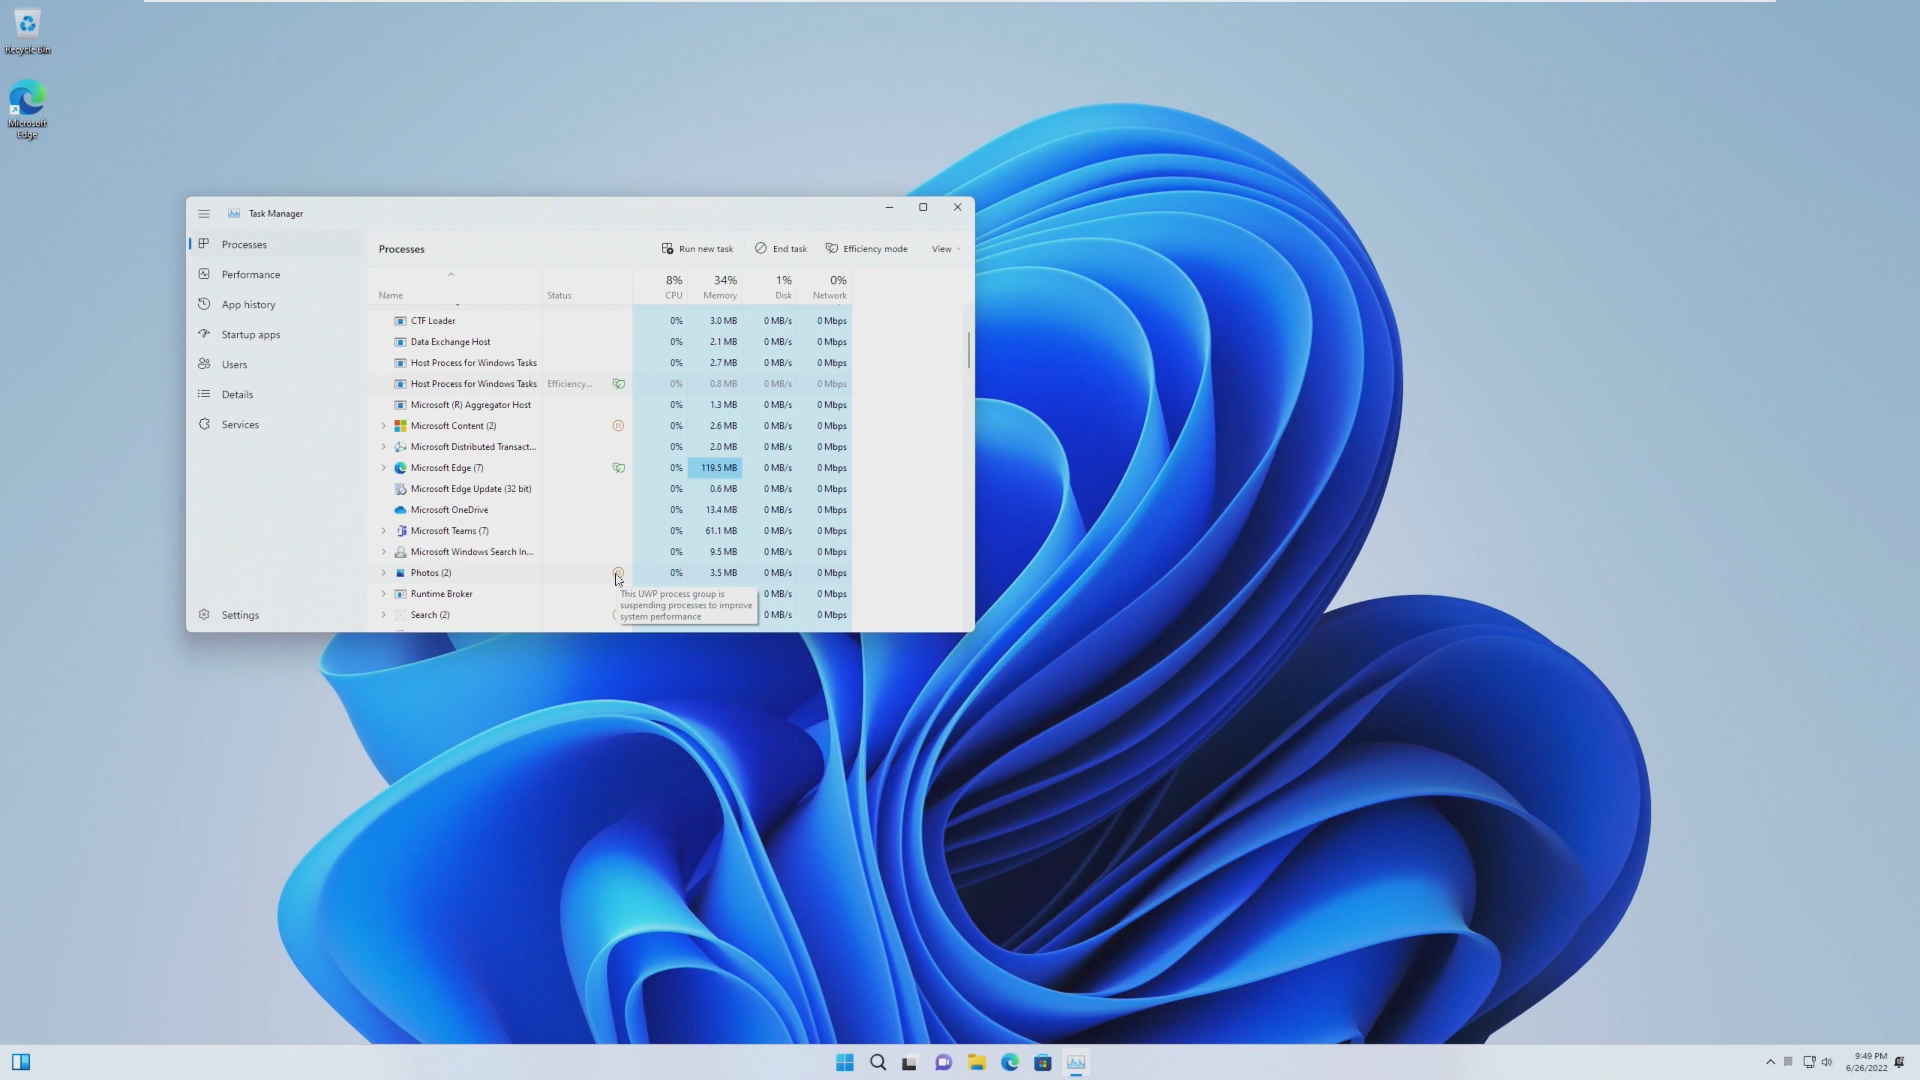 Recycle Bin
Microsoft
Edge
Task Manager
Processes
Performance
App history
Startup apps
Users
Details
Services
Settings
Processes
Run new task
End task
Efficiency mode
View
Name
Status
8%
CPU
34%
Memory
1%
Disk
0%
Network
CTF Loader 0% 3.0 MB 0 MB/s 0 Mbps
Data Exchange Host 0% 2.1 MB 0 MB/s 0 Mbps
Host Process for Windows Tasks 0% 2.7 MB 0 MB/s 0 Mbps
Host Process for Windows Tasks Efficiency... 0% 0.8 MB 0 MB/s 0 Mbps
Microsoft (R) Aggregator Host 0% 1.3 MB 0 MB/s 0 Mbps
Microsoft Content (2) 0% 2.6 MB 0 MB/s 0 Mbps
Microsoft Distributed Transact... 0% 2.0 MB 0 MB/s 0 Mbps
Microsoft Edge (7) 0% 119.5 MB 0 MB/s 0 Mbps
Microsoft Edge Update (32 bit) 0% 0.6 MB 0 MB/s 0 Mbps
Microsoft OneDrive 0% 13.4 MB 0 MB/s 0 Mbps
Microsoft Teams (7) 0% 61.1 MB 0 MB/s 0 Mbps
Microsoft Windows Search In... 0% 9.5 MB 0 MB/s 0 Mbps
Photos (2) 0% 3.5 MB 0 MB/s 0 Mbps
Runtime Broker 0 MB/s 0 Mbps
Search (2) 0 MB/s 0 Mbps
This UWP process group is
suspending processes to improve
system performance
9:49 PM
6/26/2022